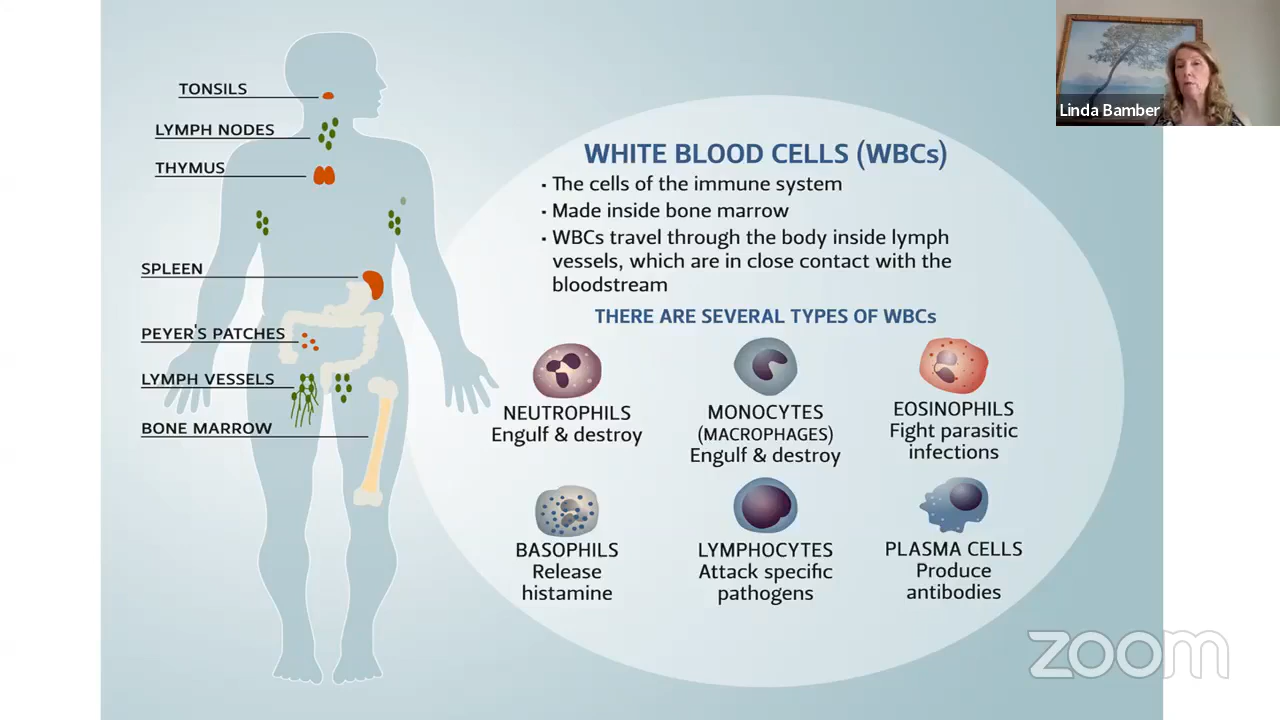 TONSILS
LYMPH NODES
THYMUS
SPLEEN
PEYER'S PATCHES
LYMPH VESSELS
BONE MARROW
WHITE BLOOD CELLS (WBCs)
· The cells of the immune system
· Made inside bone marrow
· WBCs travel through the body inside lymph
vessels, which are in close contact with the
bloodstream
THERE ARE SEVERAL TYPES OF WBCs
NEUTROPHILS
Engulf & destroy
MONOCYTES
(MACROPHAGES)
Engulf & destroy
EOSINOPHILS
Fight parasitic
infections
BASOPHILS
Release
histamine
LYMPHOCYTES
Attack specific
pathogens
PLASMA CELLS
Produce
antibodies
Linda Bamber
zoom